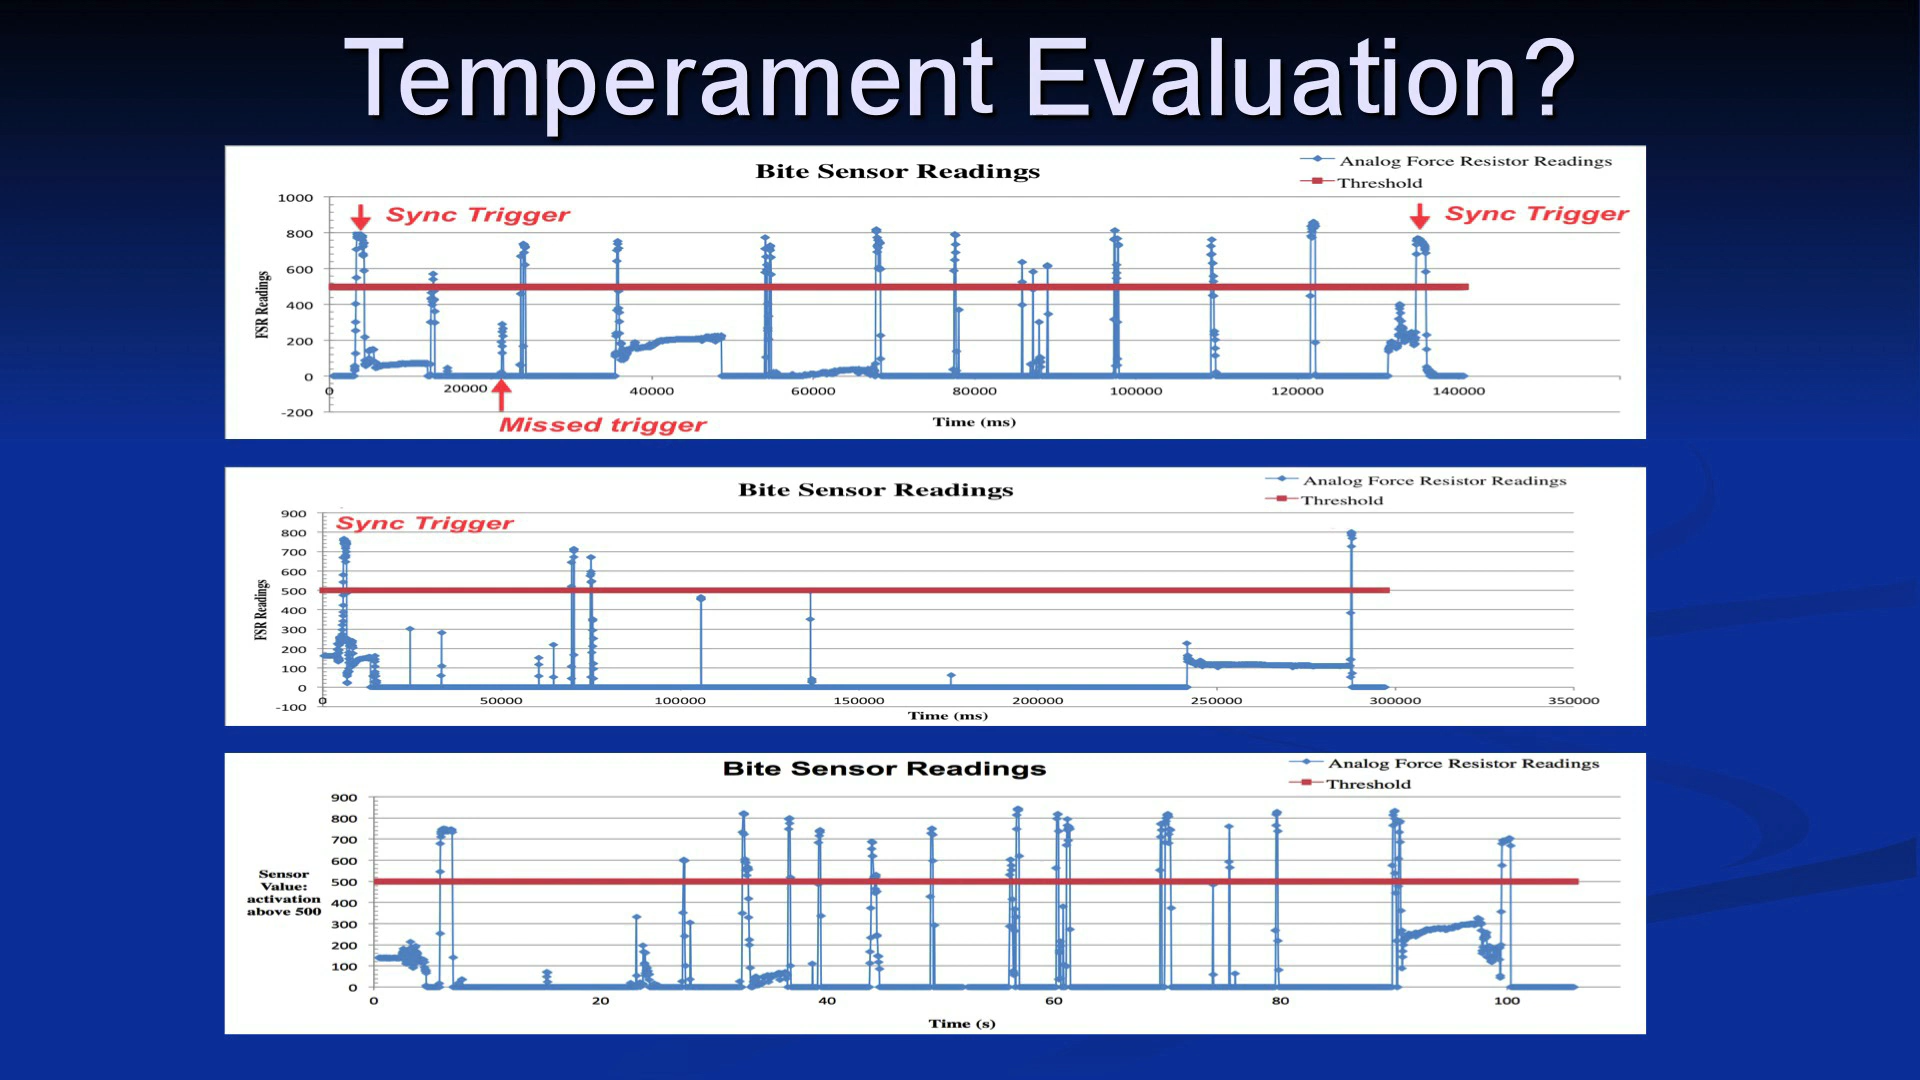 Temperament Evaluation?
Bite Sensor Readings
Analog Force Resistor Readings
Threshold
Sync Trigger
Sync Trigger
FSR Readings
1000
800
600
400
200
0
-200
0 20000 40000 60000 80000 100000 120000 140000
Missed trigger
Time (ms)
Bite Sensor Readings
Analog Force Resistor Readings
Threshold
Sync Trigger
FSR Readings
900
800
700
600
500
400
300
200
100
0
-100
0 50000 100000 150000 200000 250000 300000 350000
Time (ms)
Bite Sensor Readings
Analog Force Resistor Readings
Threshold
Sensor
Value:
activation
above 500
900
800
700
600
500
400
300
200
100
0
0 20 40 60 80 100
Time (s)